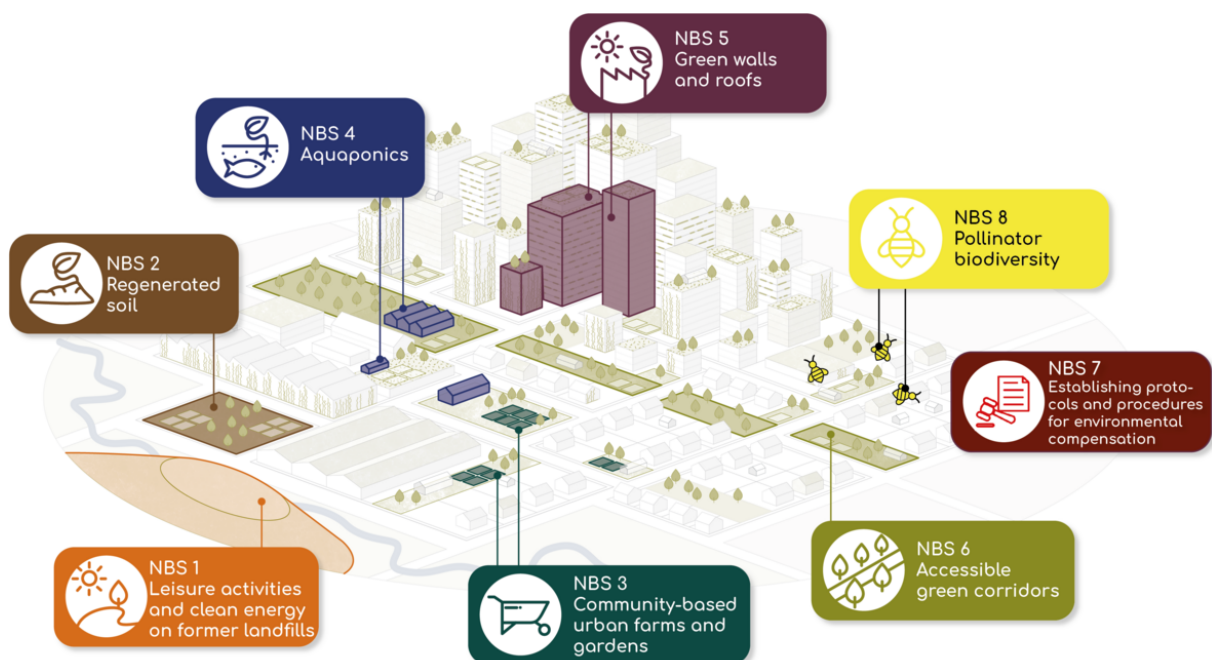 NBS 5
Green walls
and roofs
NBS 4
Aquaponics
NBS 8
Pollinator
biodiversity
NBS 2
Regenerated
soil
NBS 7
Establishing proto-
cols and procedures
for environmental
compensation
NBS 1
Leisure activities
and clean energy
on former landfills
NBS 3
Community-based
urban farms and
gardens
NBS 6
Accessible
green corridors